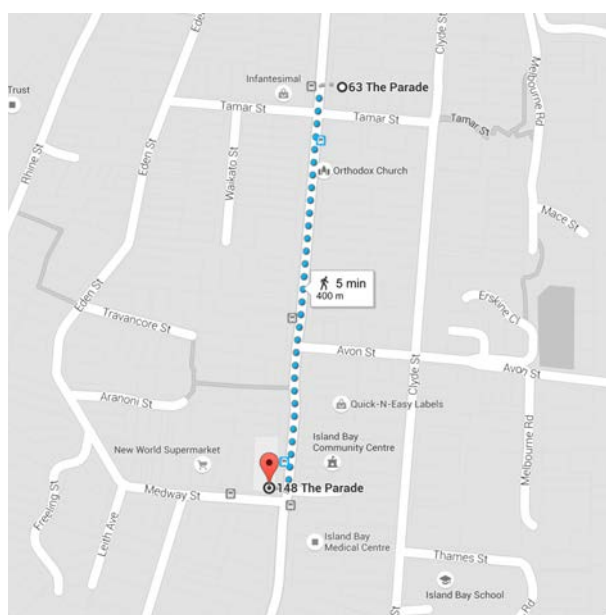 Clyde St
Melbourne Rd
Trust
Infantesimal
63 The Parade
Tamar St
Tamar St
Tamar St
Eden St
Rhine St
Waikato St
Orthodox Church
Mace St
5 min
400 m
Erskine Cl
Eden St
Travancore St
Avon St
Clyde St
Avon St
Aranoni St
Quick-N-Easy Labels
Melbourne Rd
New World Supermarket
Island Bay
Community Centre
148 The Parade
Medway St
Freeling St
Leith Ave
Island Bay
Medical Centre
Thames St
Island Bay School